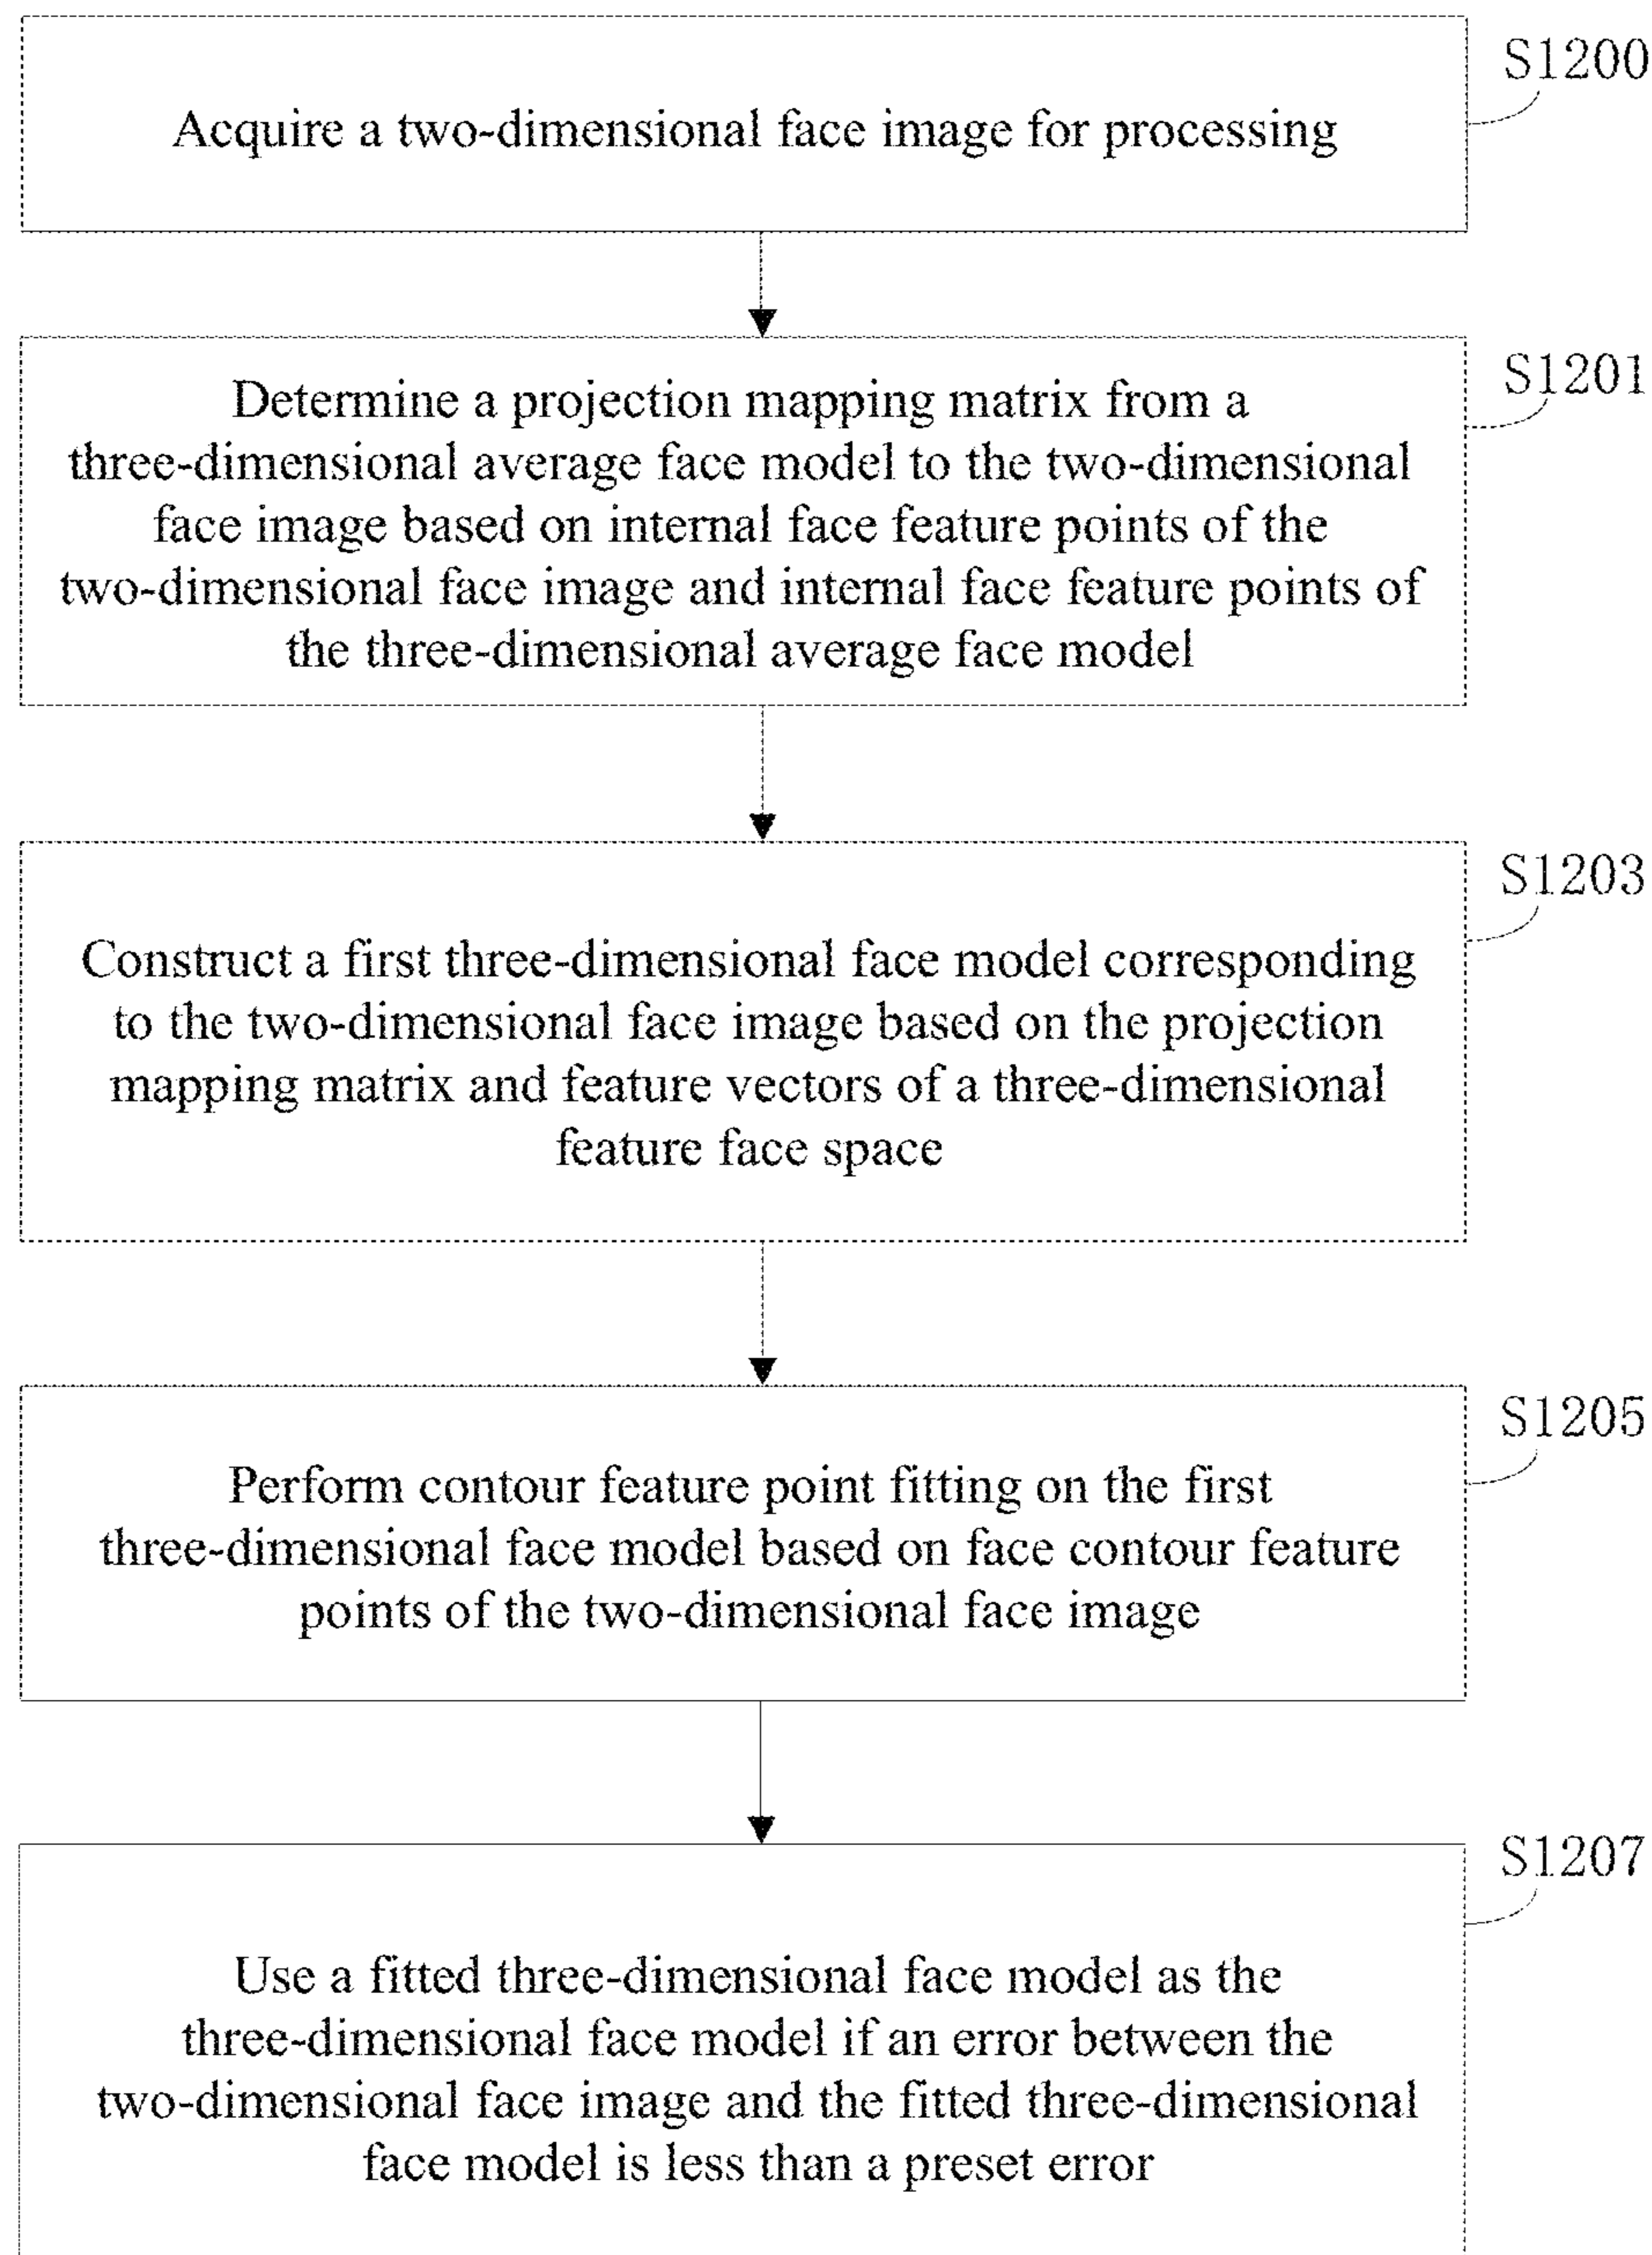 S1200
Acquire a two-dimensional face image for processing
S1201
Determine a projection mapping matrix from a
three-dimensional average face model to the two-dimensional
face image based on internal face feature points of the
two-dimensional face image and internal face feature points of
the three-dimensional average face model
S1203
Construct a first three-dimensional face model corresponding
to the two-dimensional face image based on the projection
mapping matrix and feature vectors of a three-dimensional
feature face space
S1205
Perform contour feature point fitting on the first
three-dimensional face model based on face contour feature
points of the two-dimensional face image
S1207
Use a fitted three-dimensional face model as the
three-dimensional face model if an error between the
two-dimensional face image and the fitted three-dimensional
face model is less than a preset error